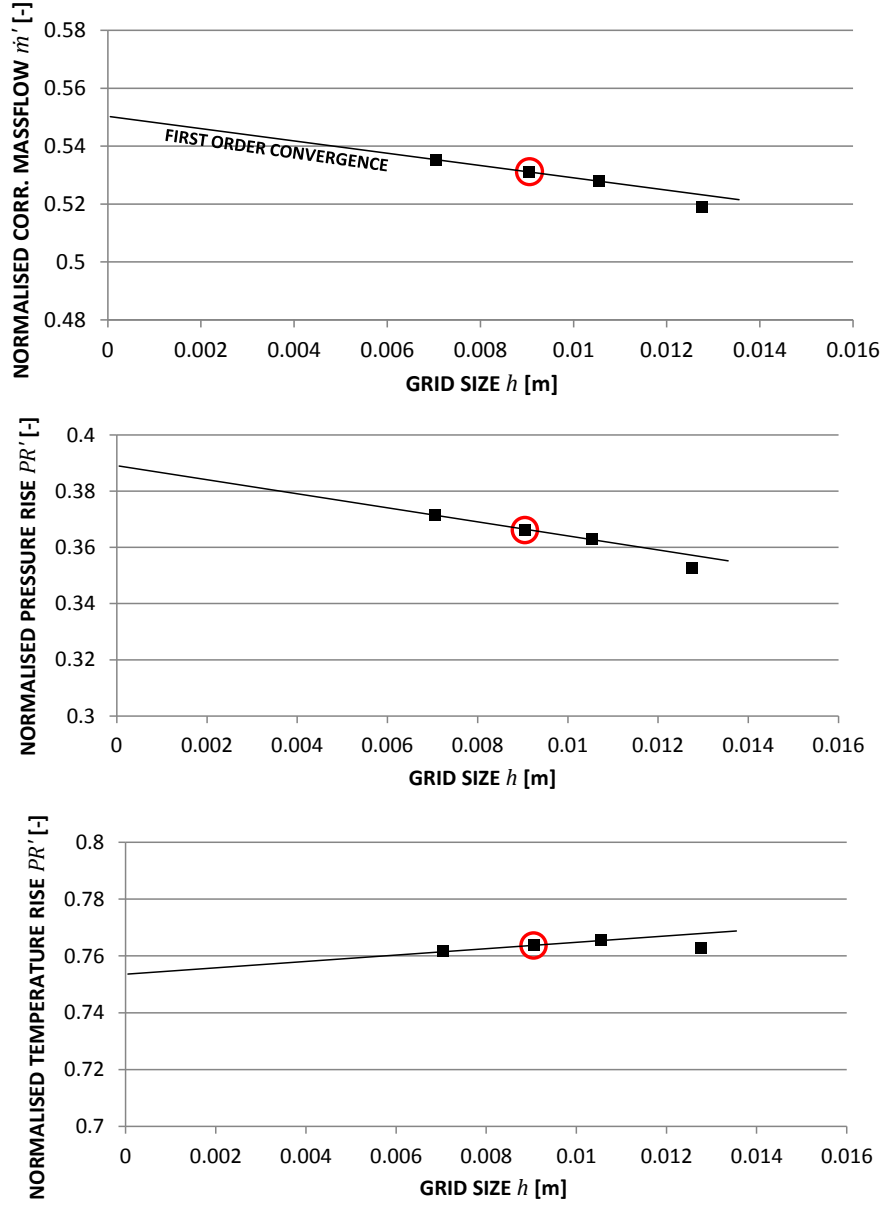 NORMALISED CORR. MASSFLOW ṁ' [-]
0.58
0.56
0.54
0.52
0.5
0.48
FIRST ORDER CONVERGENCE
0 0.002 0.004 0.006 0.008 0.01 0.012 0.014 0.016
GRID SIZE h [m]
NORMALISED PRESSURE RISE PR' [-]
0.4
0.38
0.36
0.34
0.32
0.3
0 0.002 0.004 0.006 0.008 0.01 0.012 0.014 0.016
GRID SIZE h [m]
NORMALISED TEMPERATURE RISE PR' [-]
0.8
0.78
0.76
0.74
0.72
0.7
0 0.002 0.004 0.006 0.008 0.01 0.012 0.014 0.016
GRID SIZE h [m]